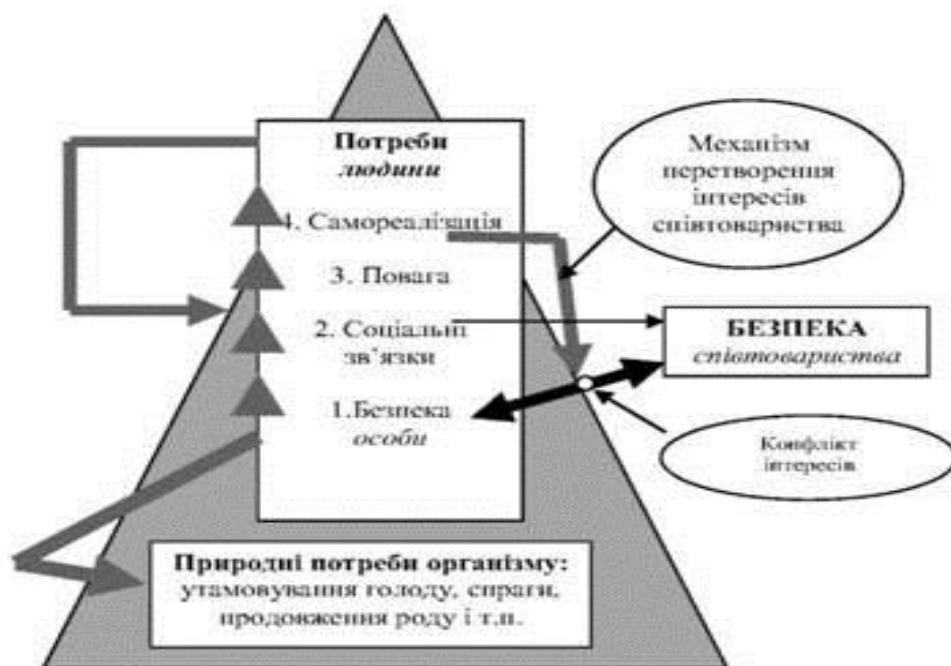 Потреби
людини
4. Самореалізація
3. Повага
2. Соціальні
зв’язки
1.Безпека
особи
Природні потреби організму:
утамовування голоду, спраги,
продовження роду і т.п.
Механізм
перетворення
інтересів
співтовариства
БЕЗПЕКА
співтовариства
Конфлікт
інтересів